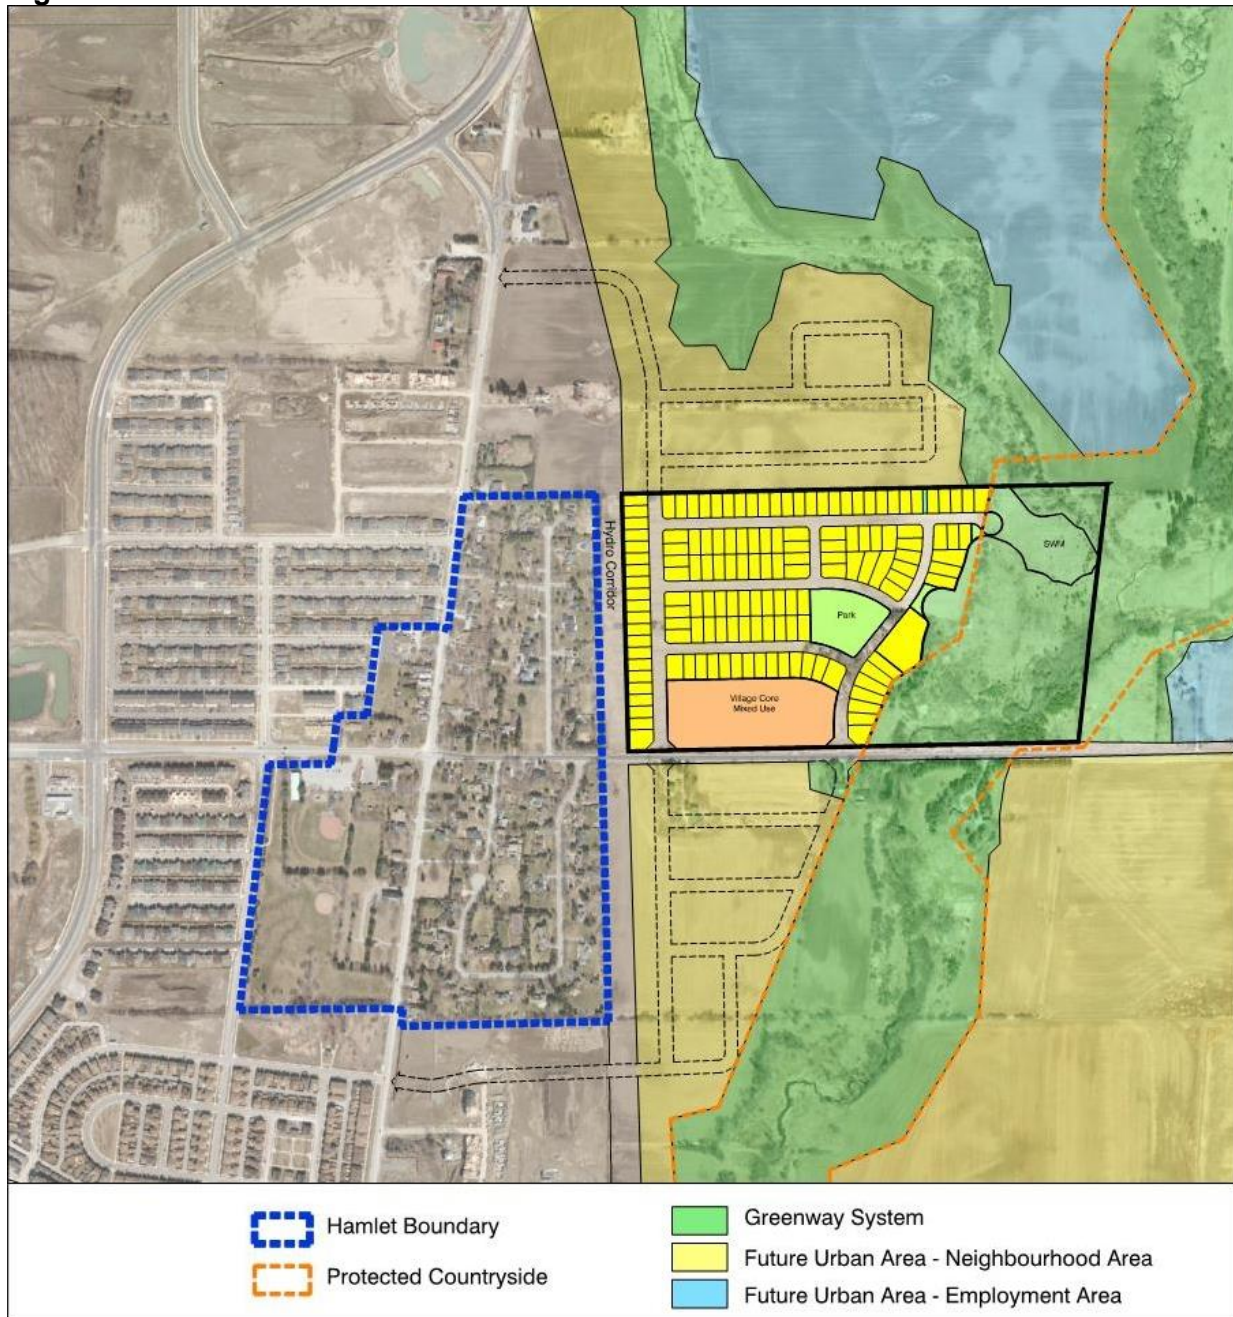 Hydro Corridor
SWM
Park
Village Core
Mixed Use
Hamlet Boundary
Protected Countryside
Greenway System
Future Urban Area - Neighbourhood Area
Future Urban Area - Employment Area